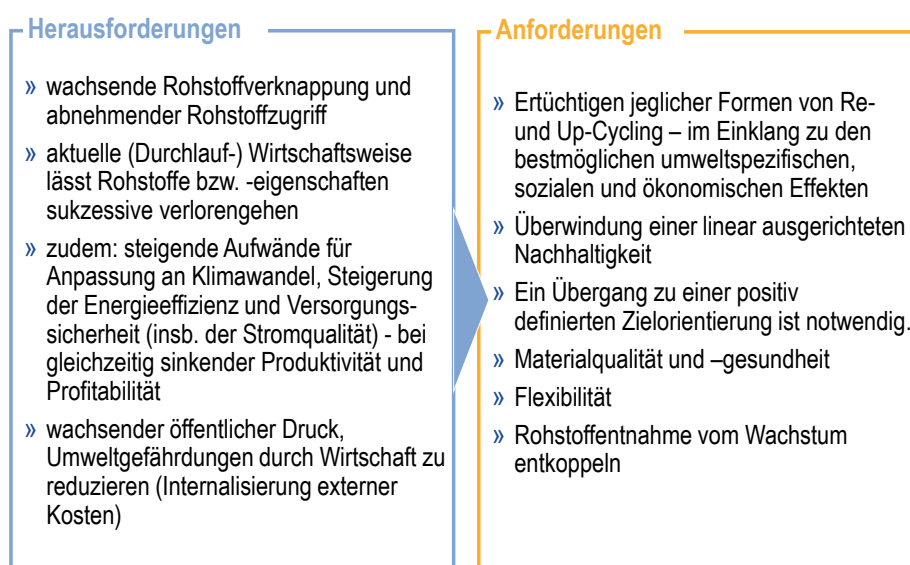 Herausforderungen
» wachsende Rohstoffverknappung und
abnehmender Rohstoffzugriff
» aktuelle (Durchlauf-) Wirtschaftsweise
lässt Rohstoffe bzw. -eigenschaften
sukzessive verlorengehen
» zudem: steigende Aufwände für
Anpassung an Klimawandel, Steigerung
der Energieeffizienz und Versorgungs-
sicherheit (insb. der Stromqualität) - bei
gleichzeitig sinkender Produktivität und
Profitabilität
» wachsender öffentlicher Druck,
Umweltgefährdungen durch Wirtschaft zu
reduzieren (Internalisierung externer
Kosten)
Anforderungen
» Ertüchtigen jeglicher Formen von Re-
und Up-Cycling – im Einklang zu den
bestmöglichen umweltspezifischen,
sozialen und ökonomischen Effekten
» Überwindung einer linear ausgerichteten
Nachhaltigkeit
» Ein Übergang zu einer positiv
definierten Zielorientierung ist notwendig.
» Materialqualität und –gesundheit
» Flexibilität
» Rohstoffentnahme vom Wachstum
entkoppeln